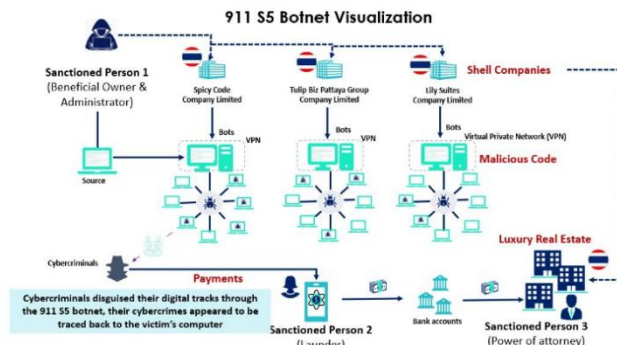 911 S5 Botnet Visualization
Sanctioned Person 1
(Beneficial Owner &
Administrator)
Spicy Code
Company Limited
Tulip Biz Pattaya Group
Company Limited
Lily Suites
Company Limited
Shell Companies
Bots
VPN
Bots
VPN
Bots
Virtual Private Network (VPN)
Malicious Code
Source
Cybercriminals
Payments
Luxury Real Estate
Cybercriminals disguised their digital tracks through
the 911 S5 botnet, their cybercrimes appeared to be
traced back to the victim's computer
Sanctioned Person 2
(Launder)
Bank accounts
Sanctioned Person 3
(Power of attorney)